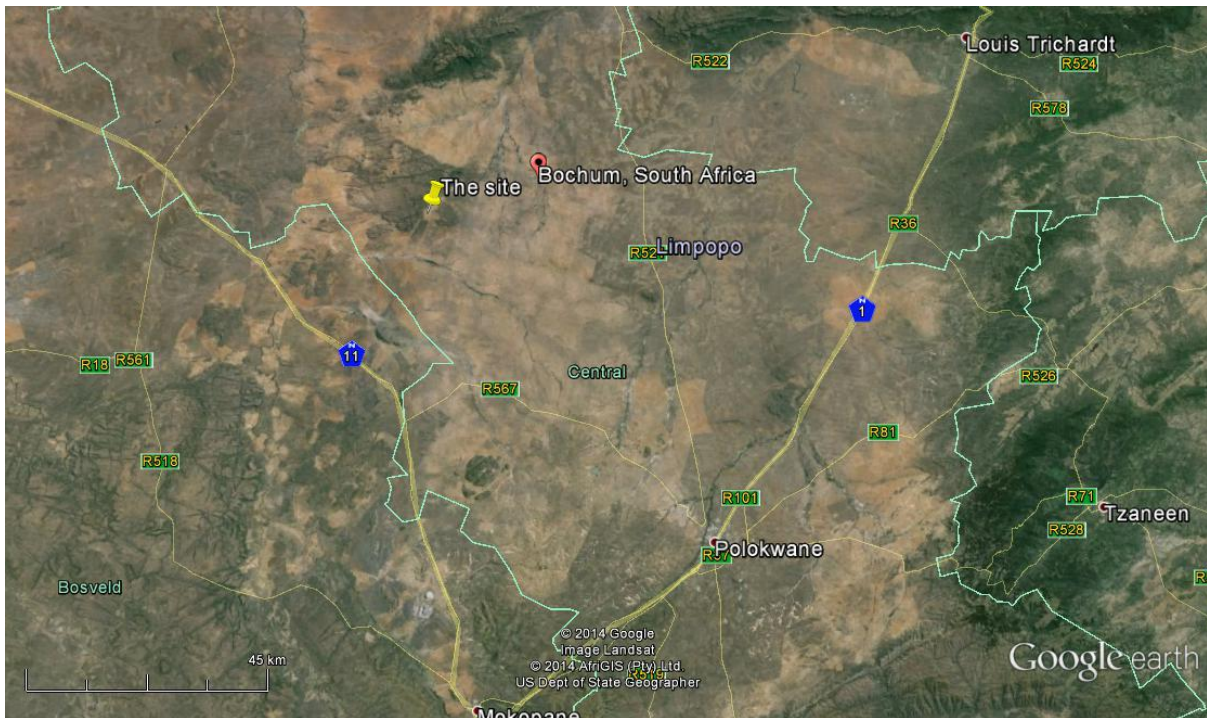 Louis Trichardt
R522
R524
R578
Bochum, South Africa
The site
R36
Limpopo
N
1
N
11
R18
R561
Central
R567
R526
R81
R518
R101
R71
Tzaneen
R528
Polokwane
Bosveld
© 2014 Google
Image Landsat
© 2014 AfriGIS (Pty) Ltd.
US Dept of State Geographer
45 km
Google earth
Mokopane